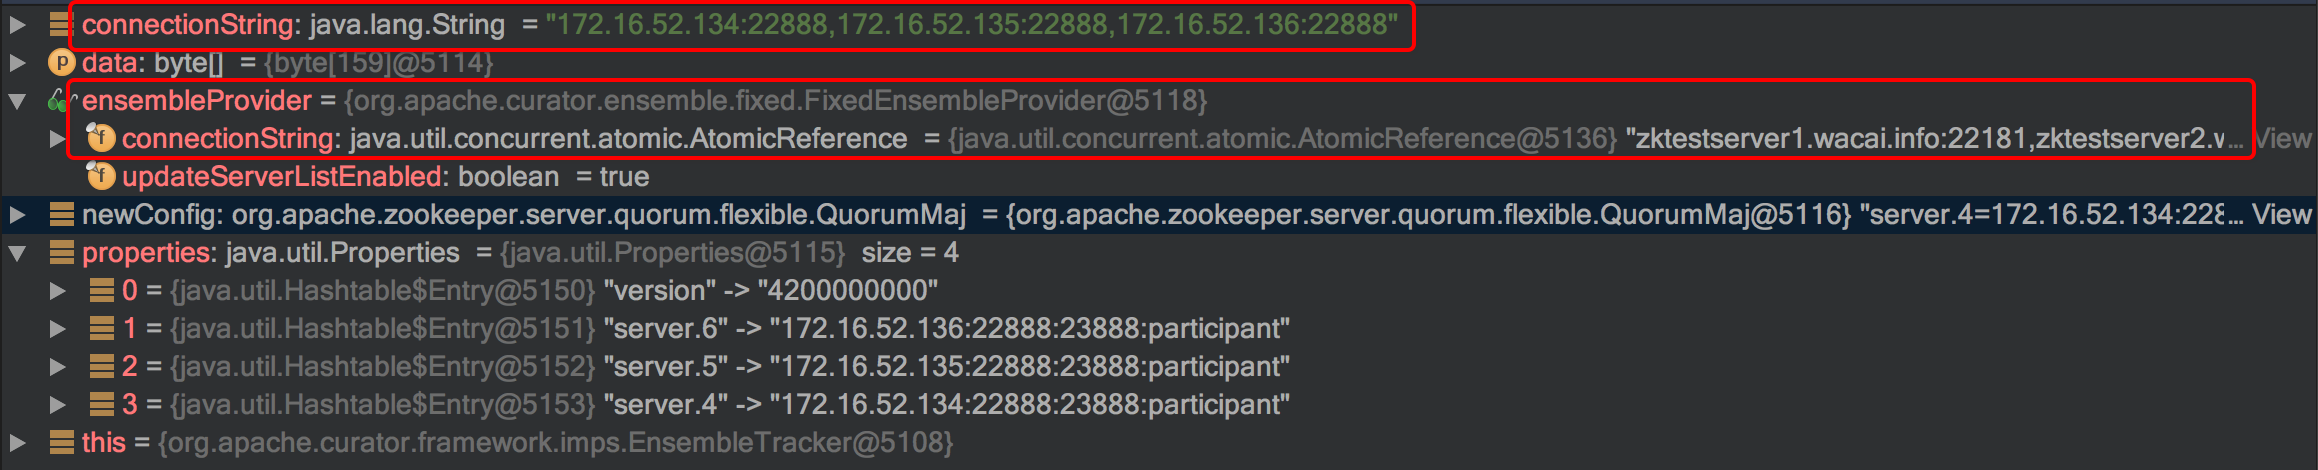 connectionString: java.lang.String = "172.16.52.134:22888,172.16.52.135:22888,172.16.52.136:22888"
p data: byte[] = {byte[159]@5114}
ensembleProvider = {org.apache.curator.ensemble.fixed.FixedEnsembleProvider@5118}
f connectionString: java.util.concurrent.atomic.AtomicReference = {java.util.concurrent.atomic.AtomicReference@5136} "zktestserver1.wacai.info:22181,zktestserver2.w... View
f updateServerListEnabled: boolean = true
newConfig: org.apache.zookeeper.server.quorum.flexible.QuorumMaj = {org.apache.zookeeper.server.quorum.flexible.QuorumMaj@5116} "server.4=172.16.52.134:228... View
properties: java.util.Properties = {java.util.Properties@5115} size = 4
0 = {java.util.Hashtable$Entry@5150} "version" -> "4200000000"
1 = {java.util.Hashtable$Entry@5151} "server.6" -> "172.16.52.136:22888:23888:participant"
2 = {java.util.Hashtable$Entry@5152} "server.5" -> "172.16.52.135:22888:23888:participant"
3 = {java.util.Hashtable$Entry@5153} "server.4" -> "172.16.52.134:22888:23888:participant"
this = {org.apache.curator.framework.imps.EnsembleTracker@5108}